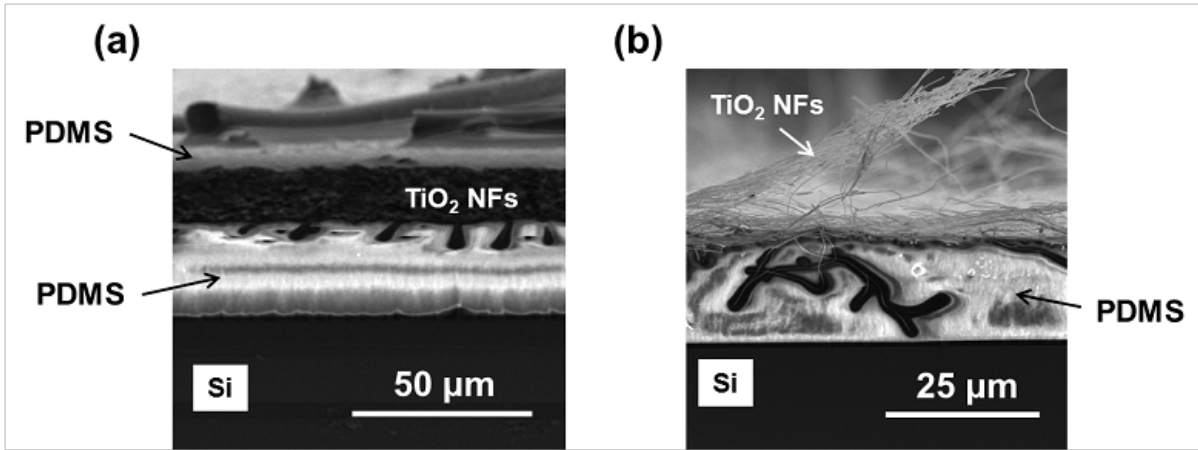 (a)
PDMS
TiO₂ NFs
PDMS
Si
50 µm
(b)
TiO₂ NFs
PDMS
Si
25 µm